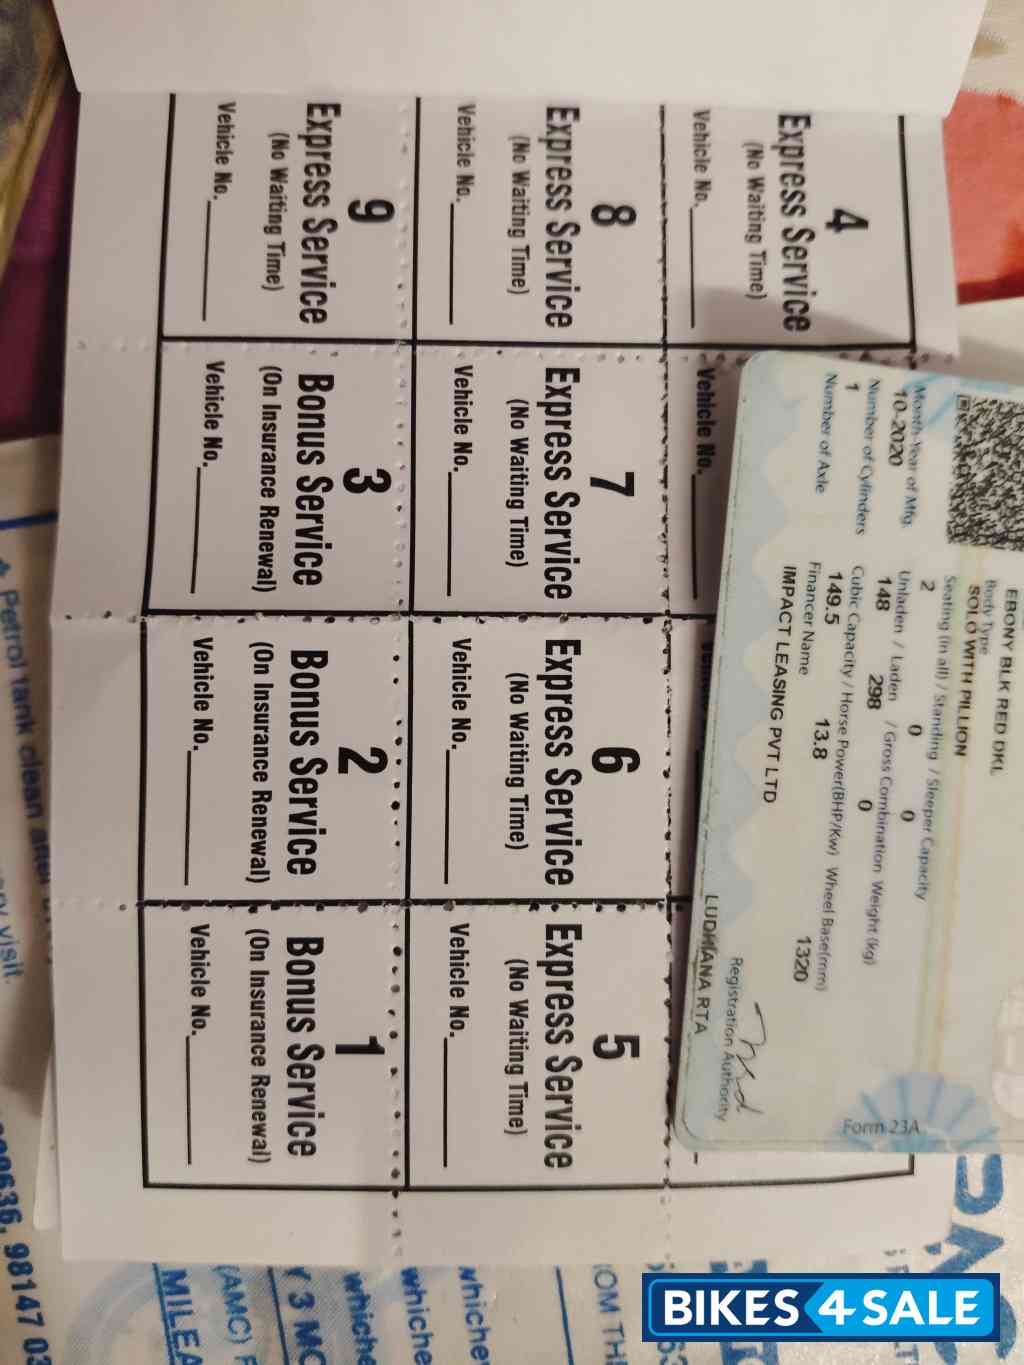 4
Express Service
(No Waiting Time)
Vehicle No.
8
Express Service
(No Waiting Time)
Vehicle No.
9
Express Service
(No Waiting Time)
Vehicle No.
Vehicle No.
7
Express Service
(No Waiting Time)
Vehicle No.
3
Bonus Service
(On Insurance Renewal)
Vehicle No.
6
Express Service
(No Waiting Time)
Vehicle No.
2
Bonus Service
(On Insurance Renewal)
Vehicle No.
5
Express Service
(No Waiting Time)
Vehicle No.
1
Bonus Service
(On Insurance Renewal)
Vehicle No.
EBONY BLK RED DKL
Body Type
SOLO WITH PILLION
Seating (in all) / Standing / Sleeper Capacity
2 0 0
Unladen / Laden / Gross Combination Weight (kg)
148 298 0
Cubic Capacity / Horse Power(BHP/Kw) Wheel Base(mm)
149.5 13.8 1320
Financer Name
IMPACT LEASING PVT LTD
Month-Year of Mfg.
10-2020
Number of Cylinders
1
Number of Axle
Registration Authority
LUDHIANA RTA
Form 23A
Petrol tank clean
visit.
98147 03
(AMC)
whichever
BIKES4SALE